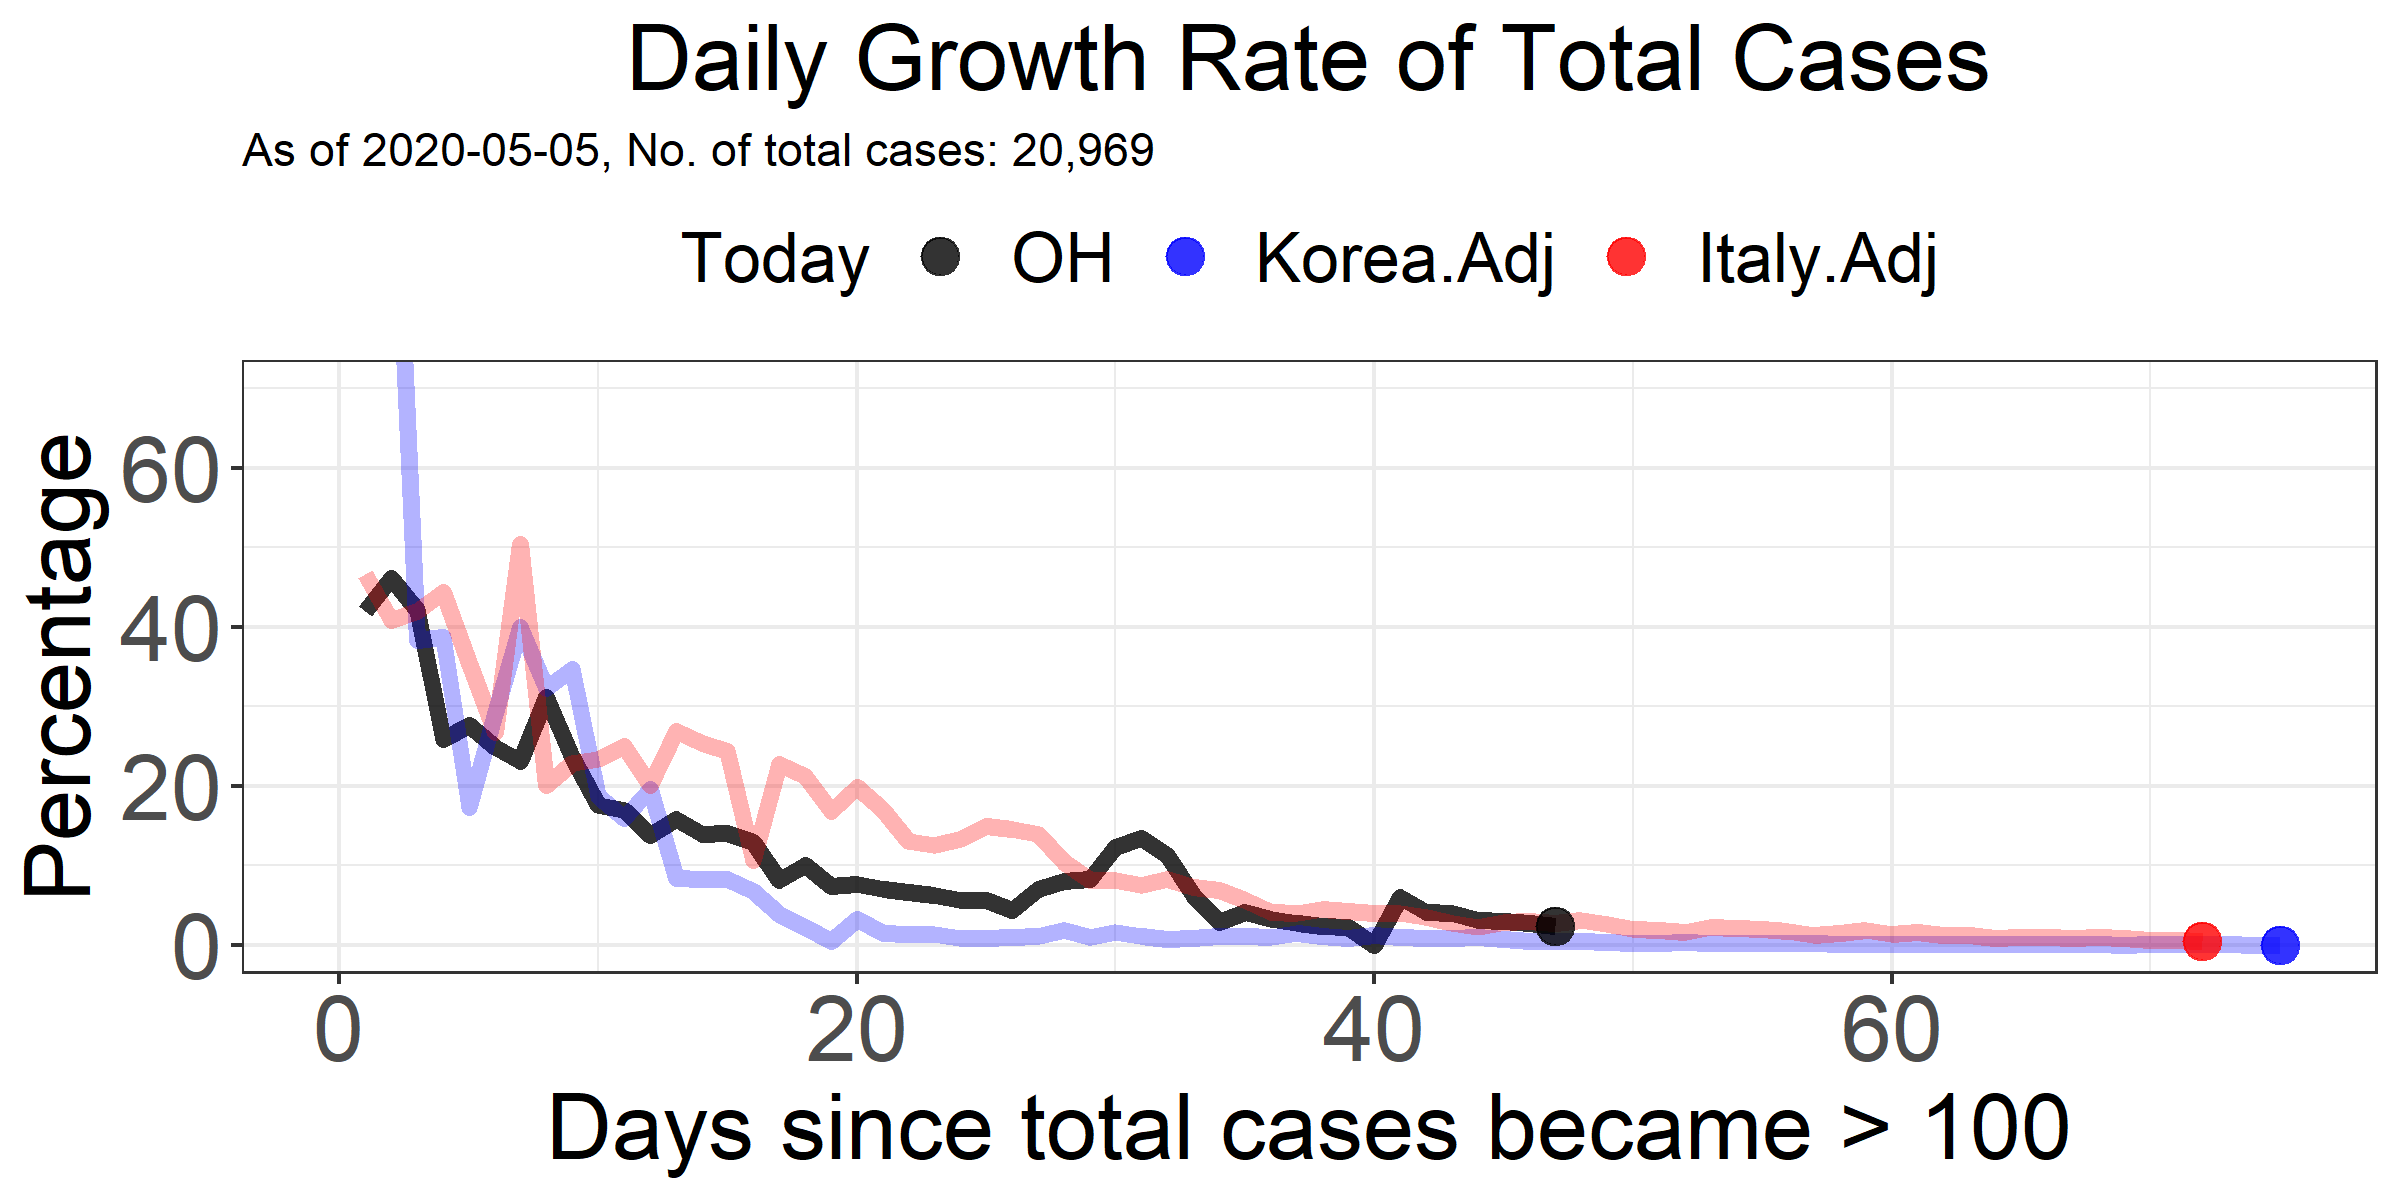 Daily Growth Rate of Total Cases
As of 2020-05-05, No. of total cases: 20,969
Today OH Korea.Adj Italy.Adj
Percentage
60
40
20
0
0 20 40 60
Days since total cases became > 100